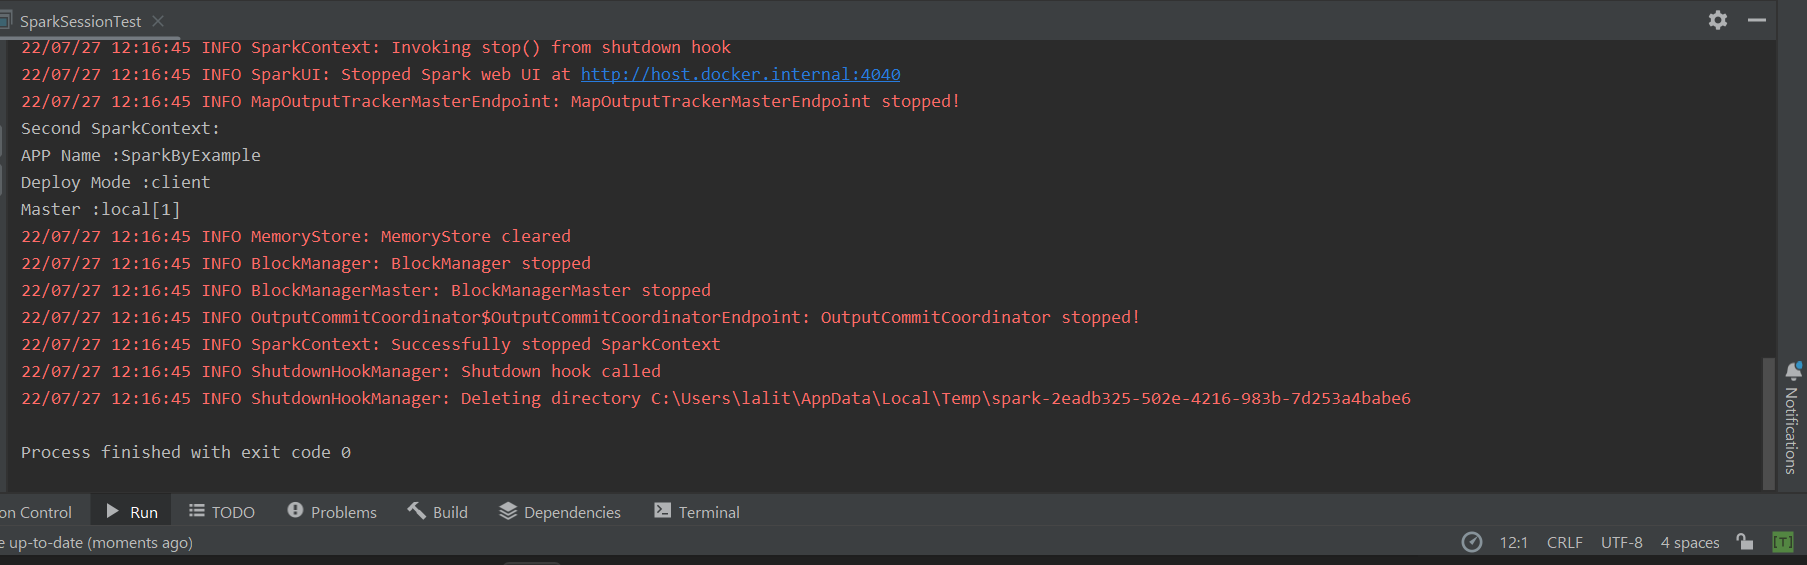 SparkSessionTest
22/07/27 12:16:45 INFO SparkContext: Invoking stop() from shutdown hook
22/07/27 12:16:45 INFO SparkUI: Stopped Spark web UI at http://host.docker.internal:4040
22/07/27 12:16:45 INFO MapOutputTrackerMasterEndpoint: MapOutputTrackerMasterEndpoint stopped!
Second SparkContext:
APP Name :SparkByExample
Deploy Mode :client
Master :local[1]
22/07/27 12:16:45 INFO MemoryStore: MemoryStore cleared
22/07/27 12:16:45 INFO BlockManager: BlockManager stopped
22/07/27 12:16:45 INFO BlockManagerMaster: BlockManagerMaster stopped
22/07/27 12:16:45 INFO OutputCommitCoordinator$OutputCommitCoordinatorEndpoint: OutputCommitCoordinator stopped!
22/07/27 12:16:45 INFO SparkContext: Successfully stopped SparkContext
22/07/27 12:16:45 INFO ShutdownHookManager: Shutdown hook called
22/07/27 12:16:45 INFO ShutdownHookManager: Deleting directory C:\Users\lalit\AppData\Local\Temp\spark-2eadb325-502e-4216-983b-7d253a4babe6
Process finished with exit code 0
Notifications
on Control Run TODO Problems Build Dependencies Terminal
e up-to-date (moments ago) 12:1 CRLF UTF-8 4 spaces [T]